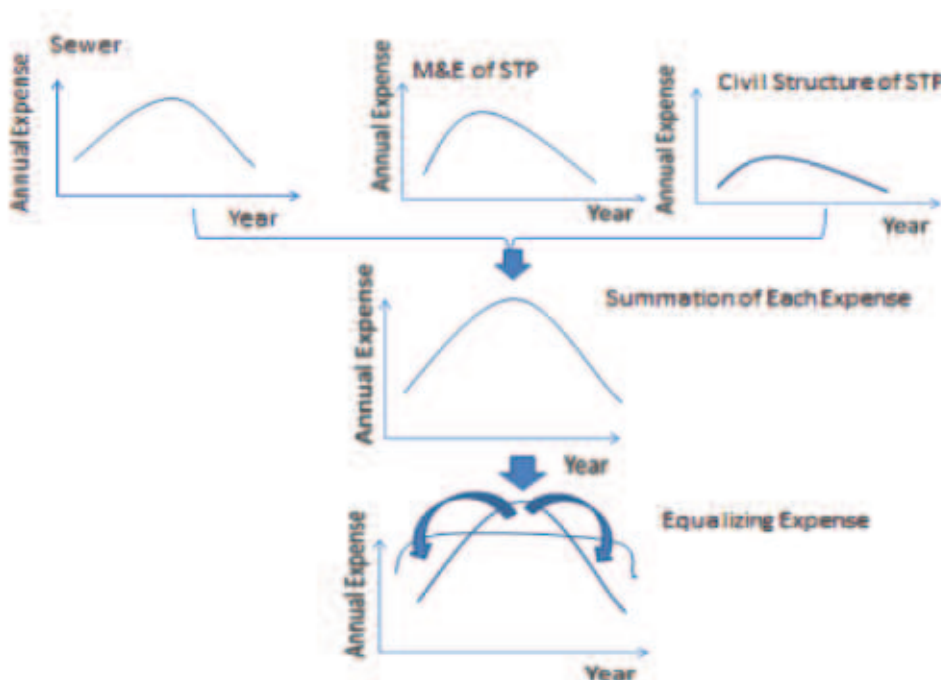 Sewer
Annual Expense
Year
M&E of STP
Annual Expense
Year
Civil Structure of STP
Annual Expense
Year
Summation of Each Expense
Annual Expense
Year
Equalizing Expense
Annual Expense
Year